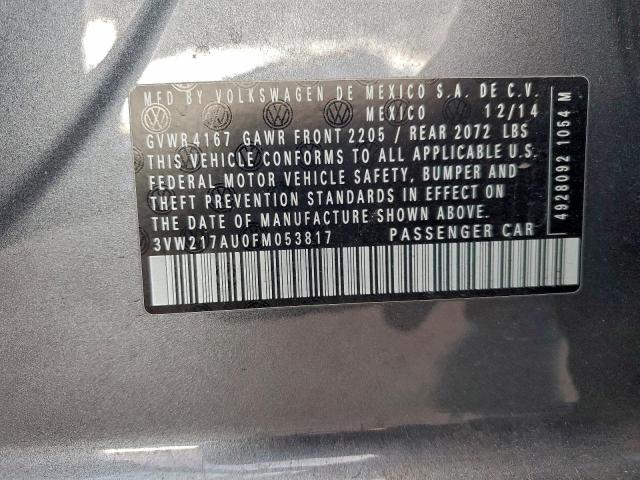 MFD BY VOLKSWAGEN DE MEXICO S.A. DE C.V.
MEXICO 12/14
GVWR 4167 GAWR FRONT 2205 / REAR 2072 LBS
THIS VEHICLE CONFORMS TO ALL APPLICABLE U.S.
FEDERAL MOTOR VEHICLE SAFETY, BUMPER AND
THEFT PREVENTION STANDARDS IN EFFECT ON
THE DATE OF MANUFACTURE SHOWN ABOVE.
3VW217AU0FM053817 PASSENGER CAR
4928092 1054 M